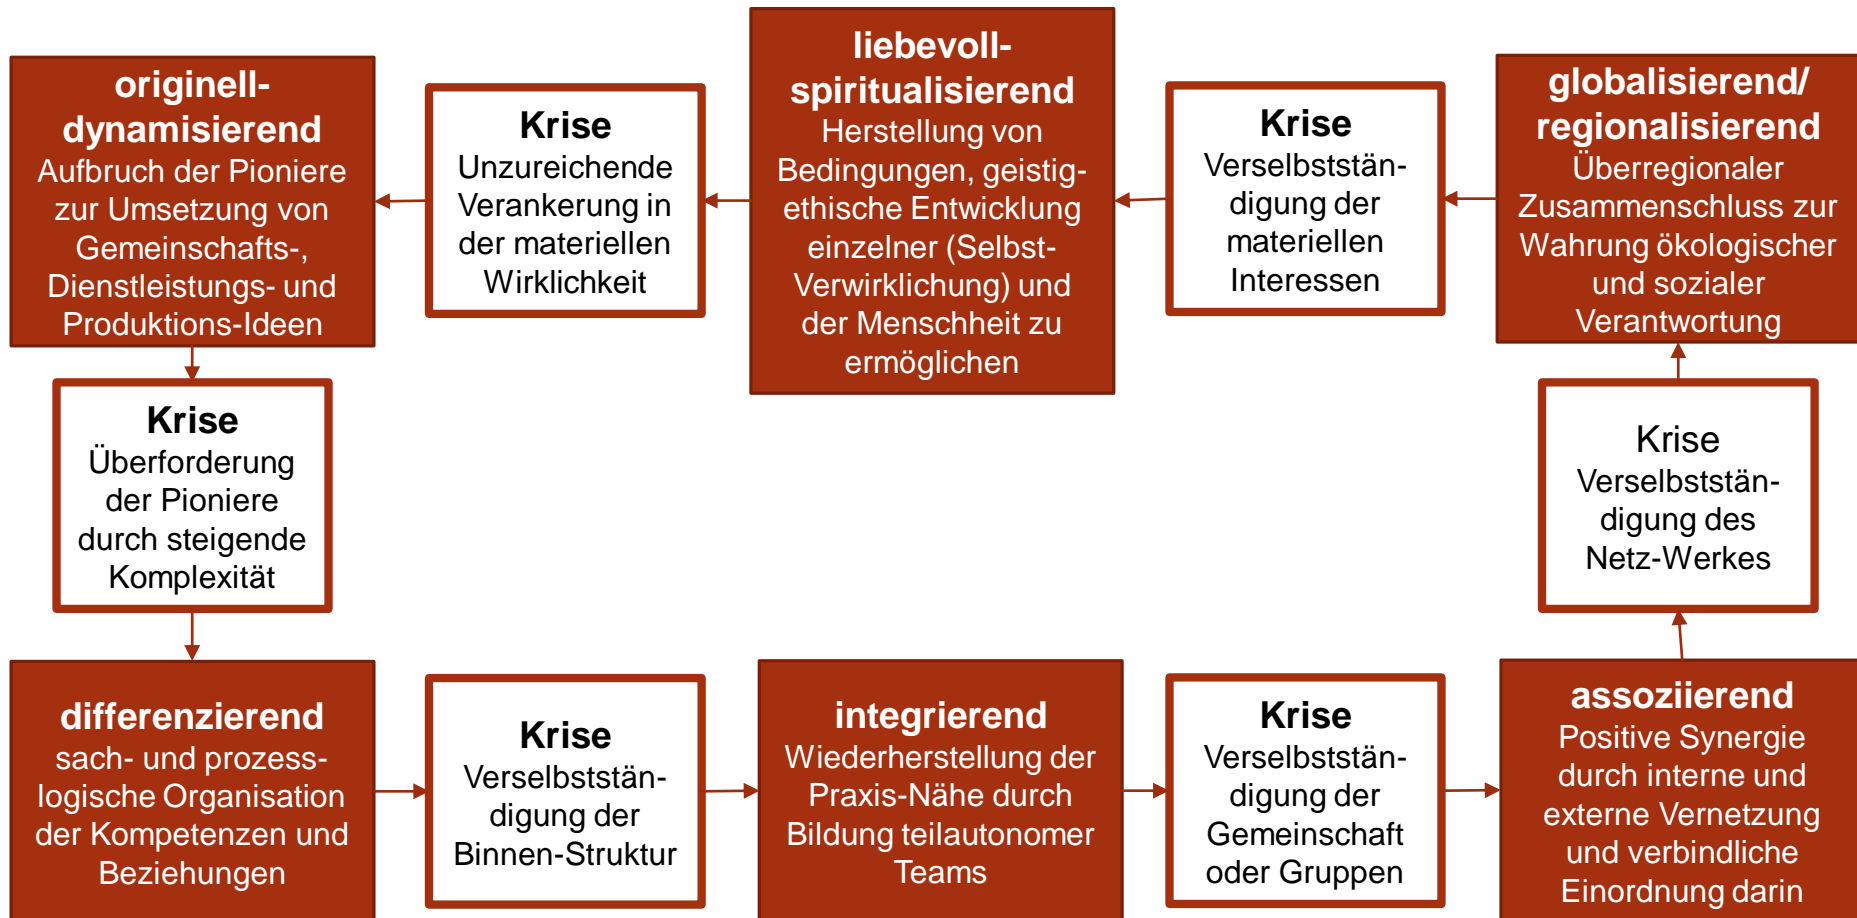 originell-
dynamisierend
Aufbruch der Pioniere
zur Umsetzung von
Gemeinschafts-,
Dienstleistungs- und
Produktions-Ideen
Krise
Unzureichende
Verankerung in
der materiellen
Wirklichkeit
liebevoll-
spiritualisierend
Herstellung von
Bedingungen, geistig-
ethische Entwicklung
einzelner (Selbst-
Verwirklichung) und
der Menschheit zu
ermöglichen
Krise
Verselbststän-
digung der
materiellen
Interessen
globalisierend/
regionalisierend
Überregionaler
Zusammenschluss zur
Wahrung ökologischer
und sozialer
Verantwortung
Krise
Überforderung
der Pioniere
durch steigende
Komplexität
Krise
Verselbststän-
digung des
Netz-Werkes
differenzierend
sach- und prozess-
logische Organisation
der Kompetenzen und
Beziehungen
Krise
Verselbststän-
digung der
Binnen-Struktur
integrierend
Wiederherstellung der
Praxis-Nähe durch
Bildung teilautonomer
Teams
Krise
Verselbststän-
digung der
Gemeinschaft
oder Gruppen
assoziierend
Positive Synergie
durch interne und
externe Vernetzung
und verbindliche
Einordnung darin